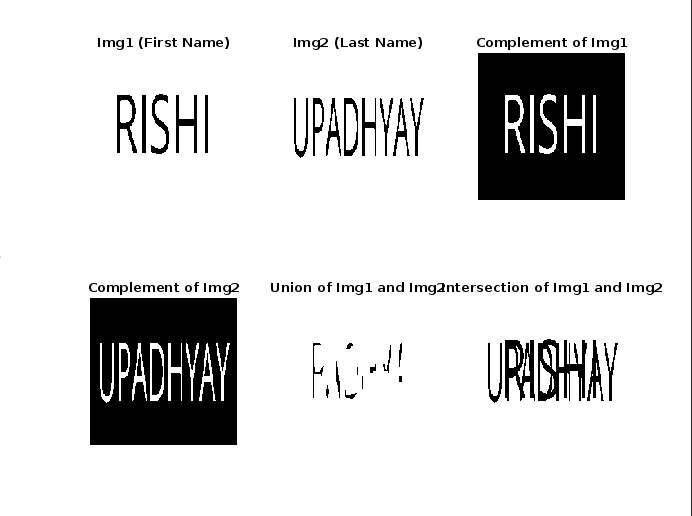 Img1 (First Name)
Img2 (Last Name)
Complement of Img1
RISHI
UPADHYAY
RISHI
Complement of Img2
Union of Img1 and Img2
Intersection of Img1 and Img2
UPADHYAY